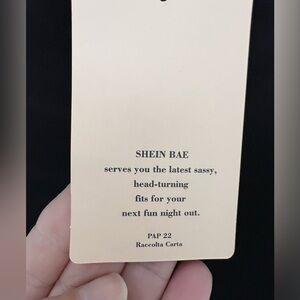 SHEIN BAE
serves you the latest sassy,
head-turning
fits for your
next fun night out.
PAP 22
Raccolta Carta